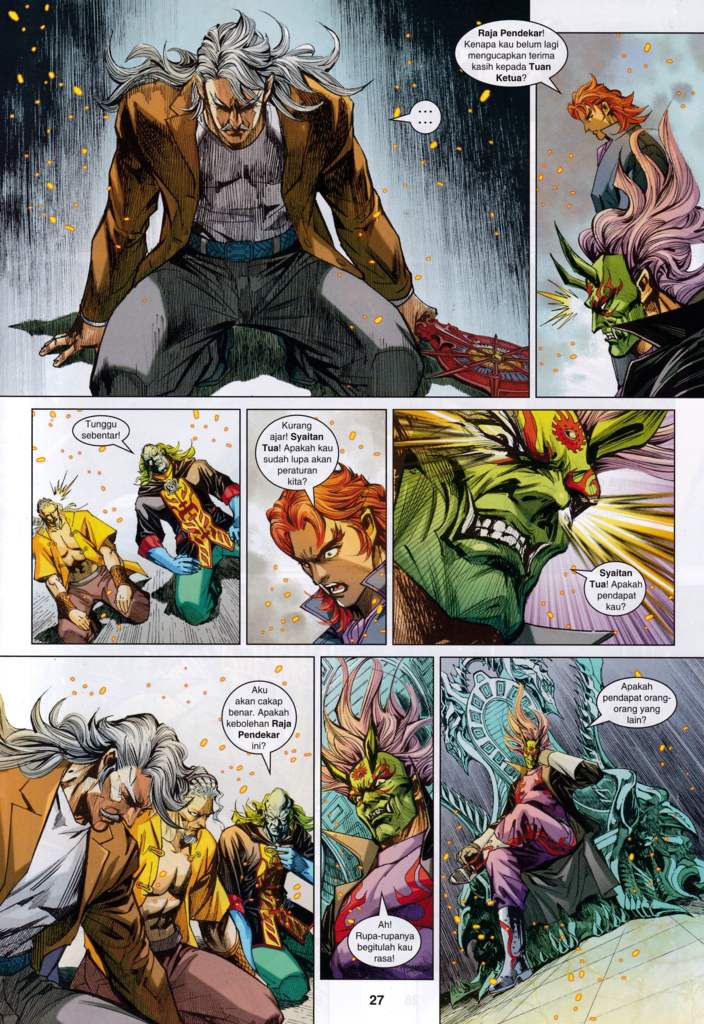 ...
...
Raja Pendekar!
Kenapa kau belum lagi
mengucapkan terima
kasih kepada Tuan
Ketua?
Tunggu
sebentar!
Kurang
ajar! Syaitan
Tua! Apakah kau
sudah lupa akan
peraturan
kita?
Syaitan
Tua! Apakah
pendapat
kau?
Aku
akan cakap
benar. Apakah
kebolehan Raja
Pendekar
ini?
Ah!
Rupa-rupanya
begitulah kau
rasa!
Apakah
pendapat orang-
orang yang
lain?
27